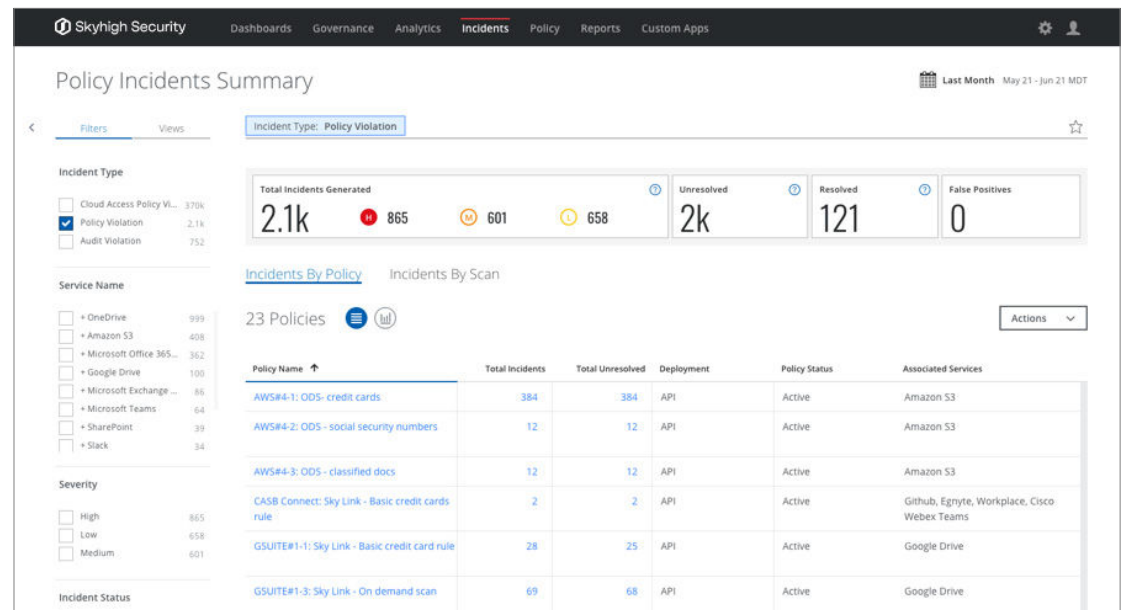 Skyhigh Security
Dashboards Governance Analytics Incidents Policy Reports Custom Apps
Policy Incidents Summary
Last Month May 21 - Jun 21 MDT
Filters Views
Incident Type: Policy Violation
Incident Type
Cloud Access Policy Vi... 370k
Policy Violation 2.1k
Audit Violation 752
Total Incidents Generated
2.1k H 865 M 601 L 658
Unresolved
2k
Resolved
121
False Positives
0
Incidents By Policy Incidents By Scan
Service Name
+ OneDrive 999
+ Amazon S3 408
+ Microsoft Office 365... 362
+ Google Drive 100
+ Microsoft Exchange ... 86
+ Microsoft Teams 64
+ SharePoint 39
+ Slack 34
23 Policies
Actions
Policy Name Total Incidents Total Unresolved Deployment Policy Status Associated Services
AWS#4-1: ODS- credit cards 384 384 API Active Amazon S3
AWS#4-2: ODS - social security numbers 12 12 API Active Amazon S3
AWS#4-3: ODS - classified docs 12 12 API Active Amazon S3
CASB Connect: Sky Link - Basic credit cards rule 2 2 API Active Github, Egnyte, Workplace, Cisco Webex Teams
GSUITE#1-1: Sky Link - Basic credit card rule 28 25 API Active Google Drive
GSUITE#1-3: Sky Link - On demand scan 69 68 API Active Google Drive
Severity
High 865
Low 658
Medium 601
Incident Status